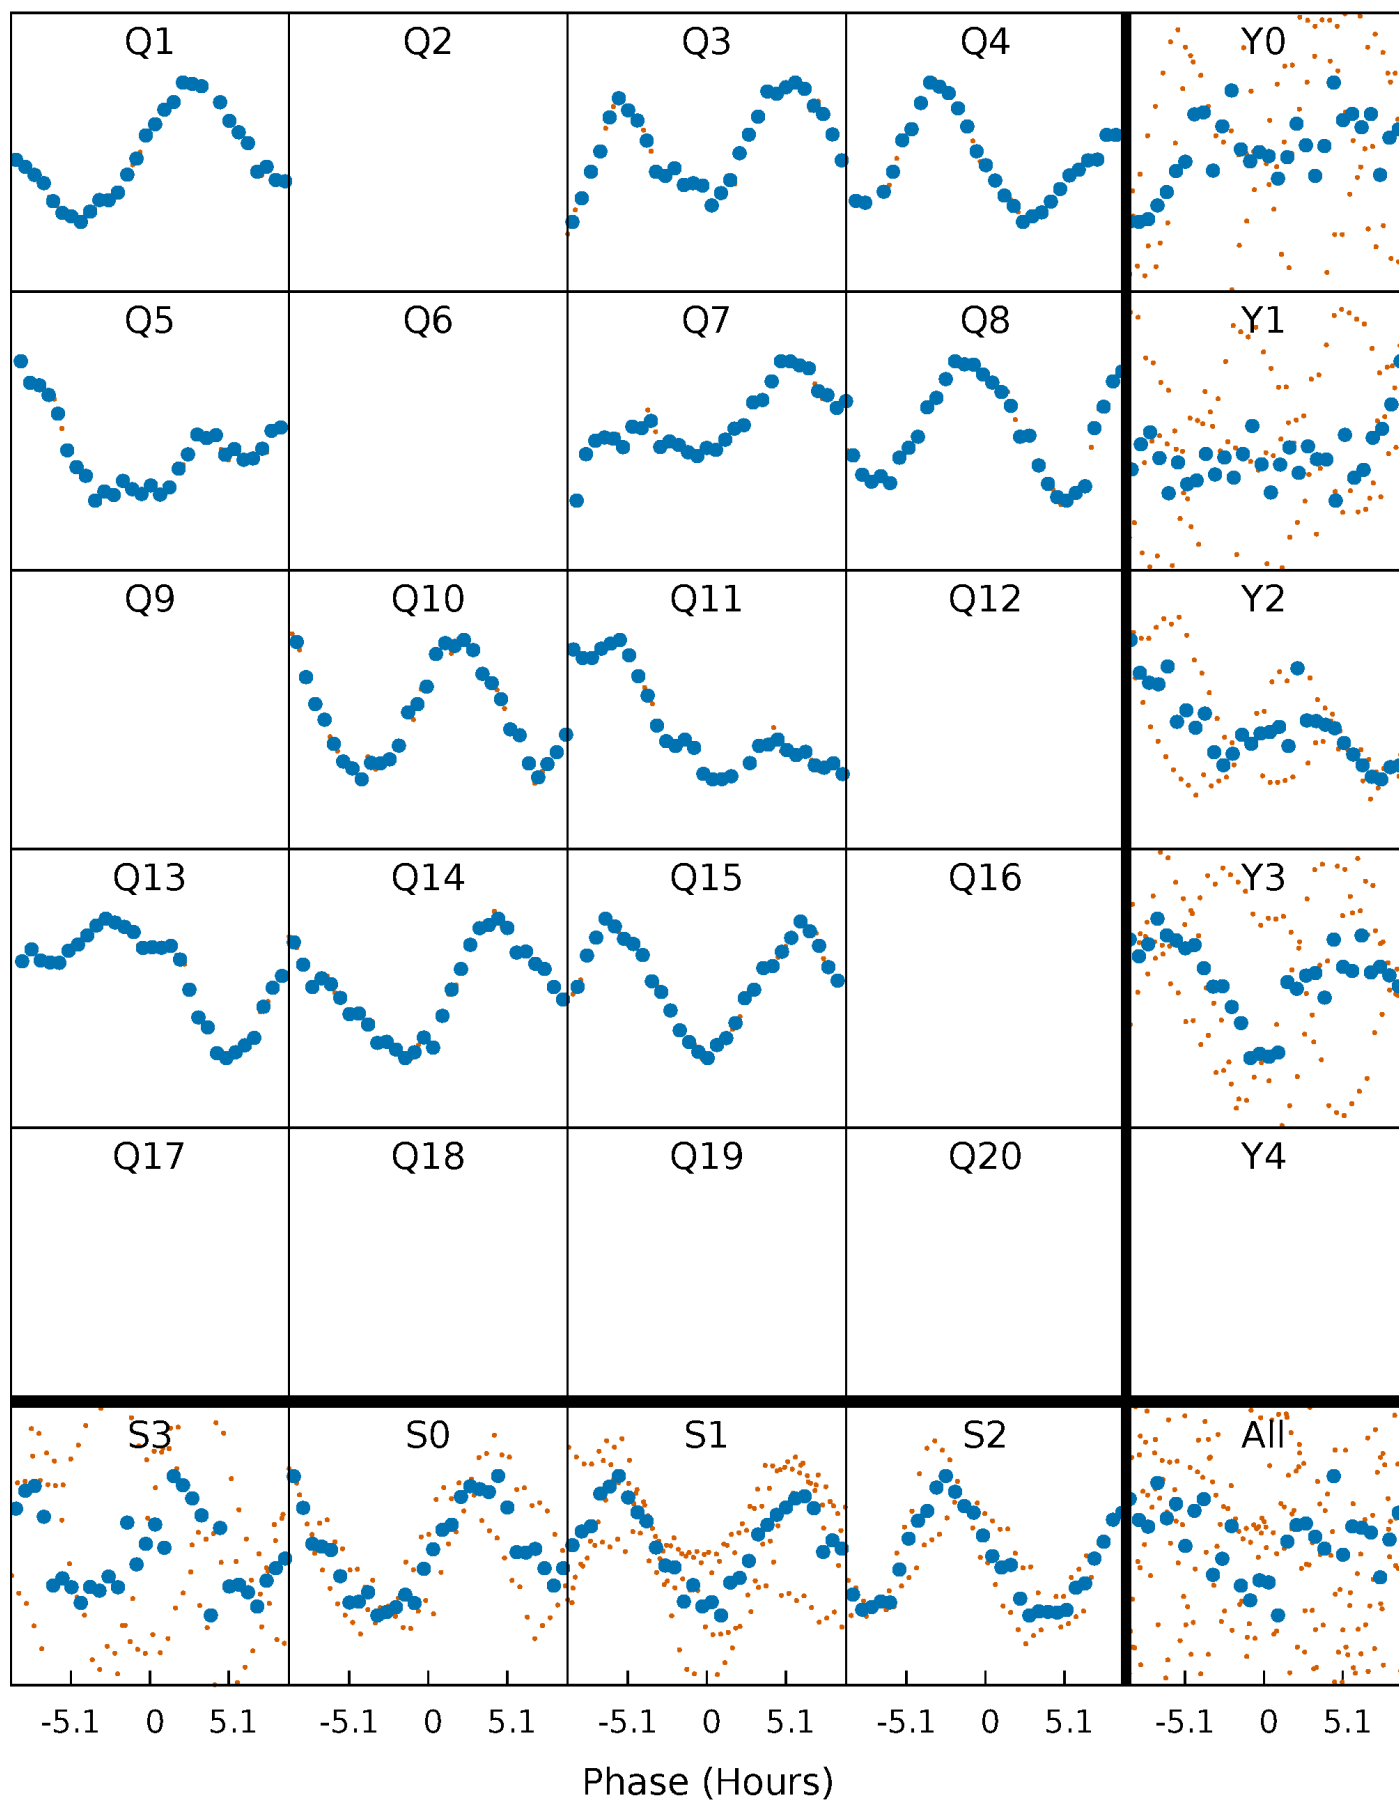 Q1 Q2 Q3 Q4 Y0
Q5 Q6 Q7 Q8 Y1
Q9 Q10 Q11 Q12 Y2
Q13 Q14 Q15 Q16 Y3
Q17 Q18 Q19 Q20 Y4
S3 S0 S1 S2 All
-5.1 0 5.1 -5.1 0 5.1 -5.1 0 5.1 -5.1 0 5.1 -5.1 0 5.1
Phase (Hours)